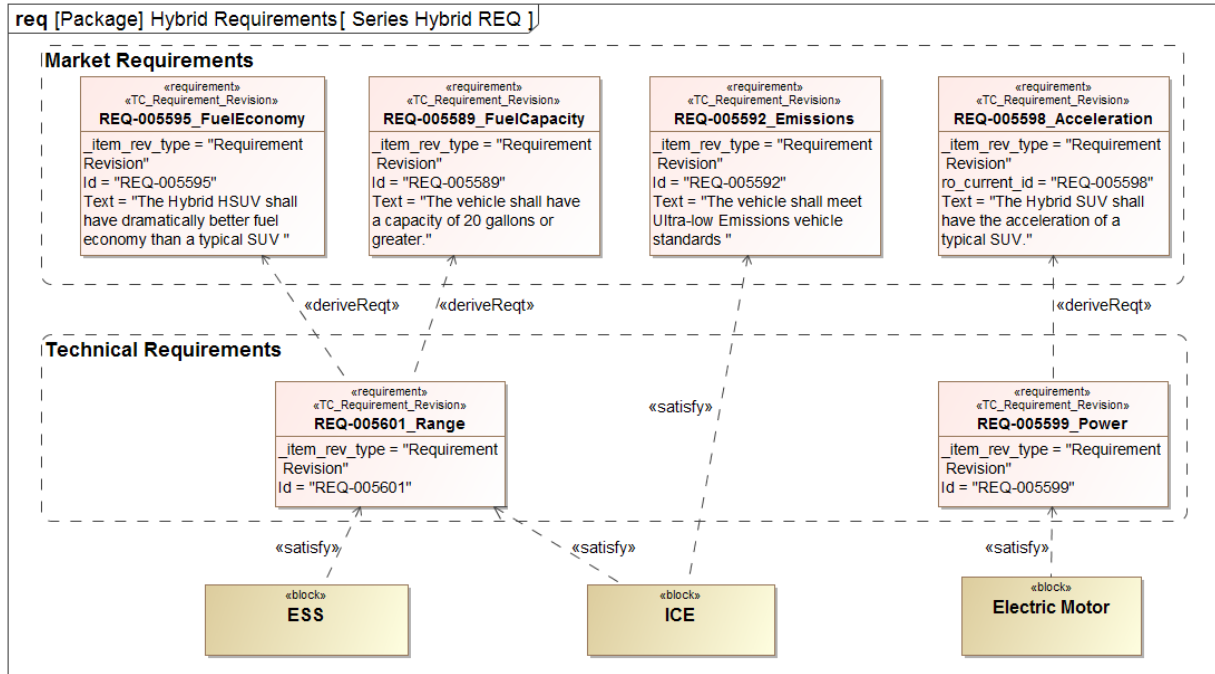 req [Package] Hybrid Requirements[ Series Hybrid REQ ]
Market Requirements
«requirement»
«TC_Requirement_Revision»
REQ-005595_FuelEconomy
_item_rev_type = "Requirement
Revision"
Id = "REQ-005595"
Text = "The Hybrid HSUV shall
have dramatically better fuel
economy than a typical SUV "
«requirement»
«TC_Requirement_Revision»
REQ-005589_FuelCapacity
_item_rev_type = "Requirement
Revision"
Id = "REQ-005589"
Text = "The vehicle shall have
a capacity of 20 gallons or
greater."
«requirement»
«TC_Requirement_Revision»
REQ-005592_Emissions
_item_rev_type = "Requirement
Revision"
Id = "REQ-005592"
Text = "The vehicle shall meet
Ultra-low Emissions vehicle
standards "
«requirement»
«TC_Requirement_Revision»
REQ-005598_Acceleration
_item_rev_type = "Requirement
Revision"
ro_current_id = "REQ-005598"
Text = "The Hybrid SUV shall
have the acceleration of a
typical SUV."
«deriveReqt»
«deriveReqt»
«deriveReqt»
Technical Requirements
«requirement»
«TC_Requirement_Revision»
REQ-005601_Range
_item_rev_type = "Requirement
Revision"
Id = "REQ-005601"
«satisfy»
«requirement»
«TC_Requirement_Revision»
REQ-005599_Power
_item_rev_type = "Requirement
Revision"
Id = "REQ-005599"
«satisfy»
«satisfy»
«satisfy»
«block»
ESS
«block»
ICE
«block»
Electric Motor